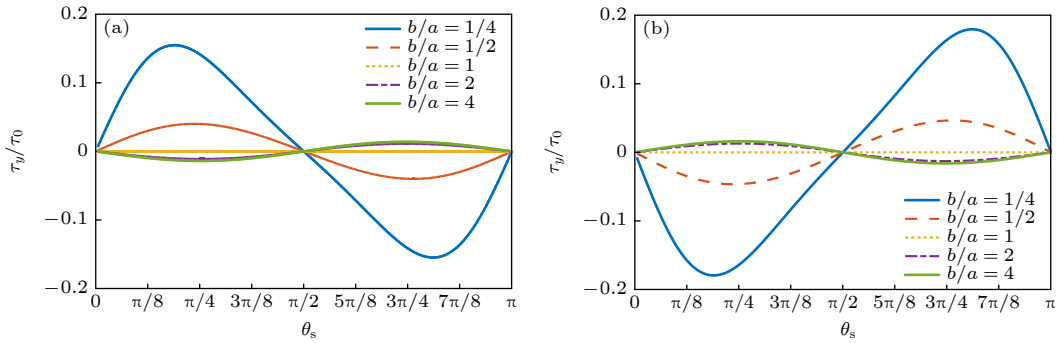 (a)
b/a = 1/4
b/a = 1/2
b/a = 1
b/a = 2
b/a = 4
0.2
0.1
0
−0.1
−0.2
τy/τ0
0 π/8 π/4 3π/8 π/2 5π/8 3π/4 7π/8 π
θs
(b)
b/a = 1/4
b/a = 1/2
b/a = 1
b/a = 2
b/a = 4
0.2
0.1
0
−0.1
−0.2
τy/τ0
0 π/8 π/4 3π/8 π/2 5π/8 3π/4 7π/8 π
θs